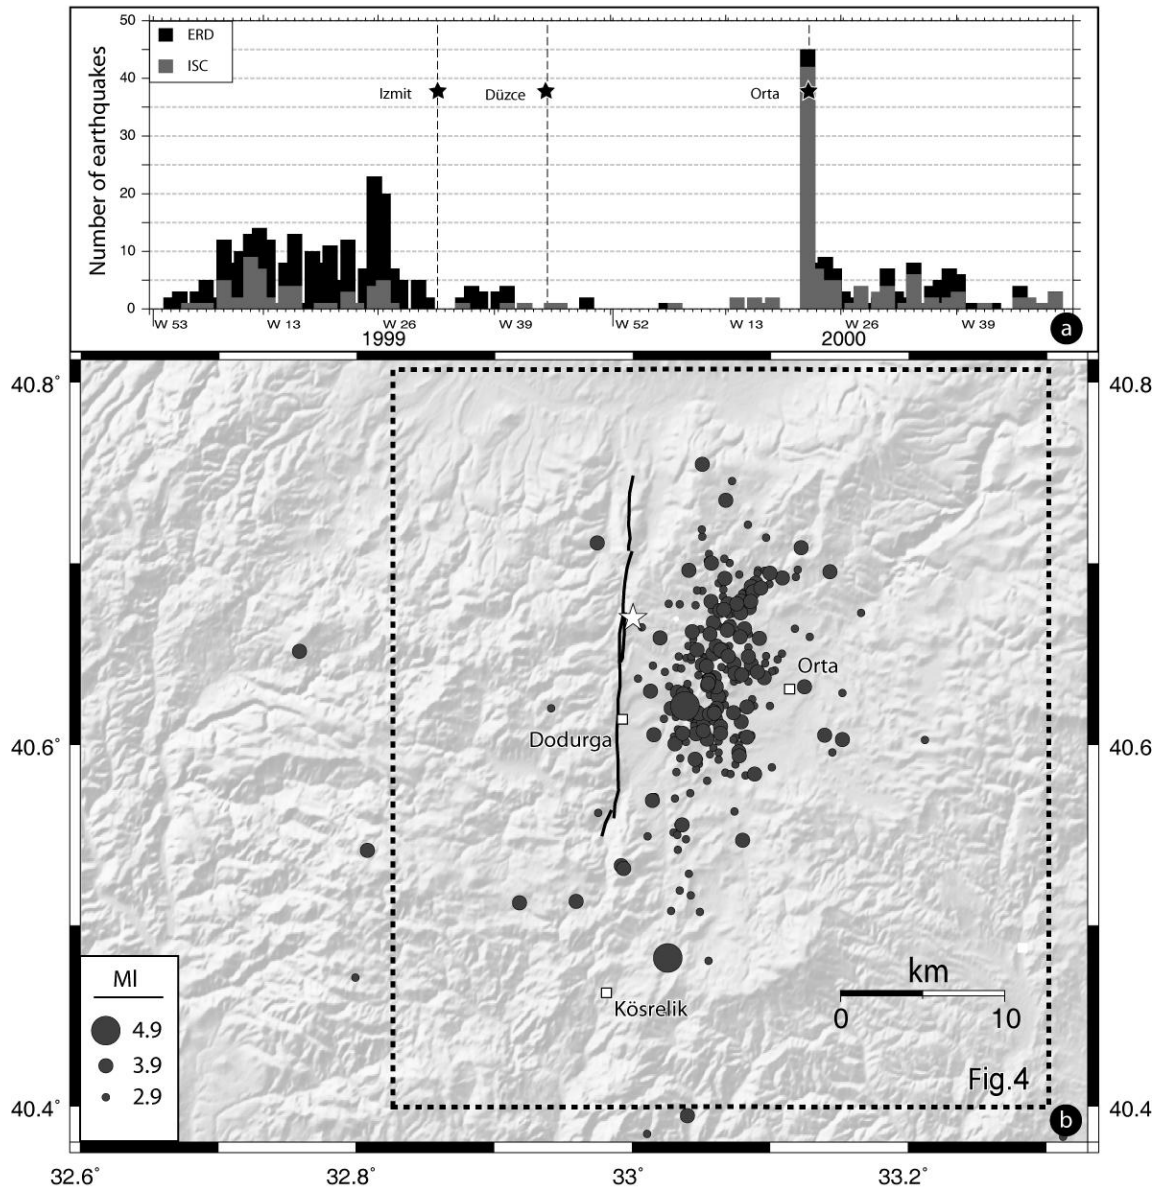 50
40
30
20
10
0
Number of earthquakes
ERD
ISC
Izmit
Düzce
Orta
W 53
W 13
W 26
W 39
W 52
W 13
W 26
W 39
1999
2000
a
40.8°
40.8
Orta
Dodurga
40.6°
40.6
Ml
4.9
3.9
2.9
km
0
10
Kösrelik
Fig.4
40.4°
40.4
b
32.6°
32.8°
33°
33.2°